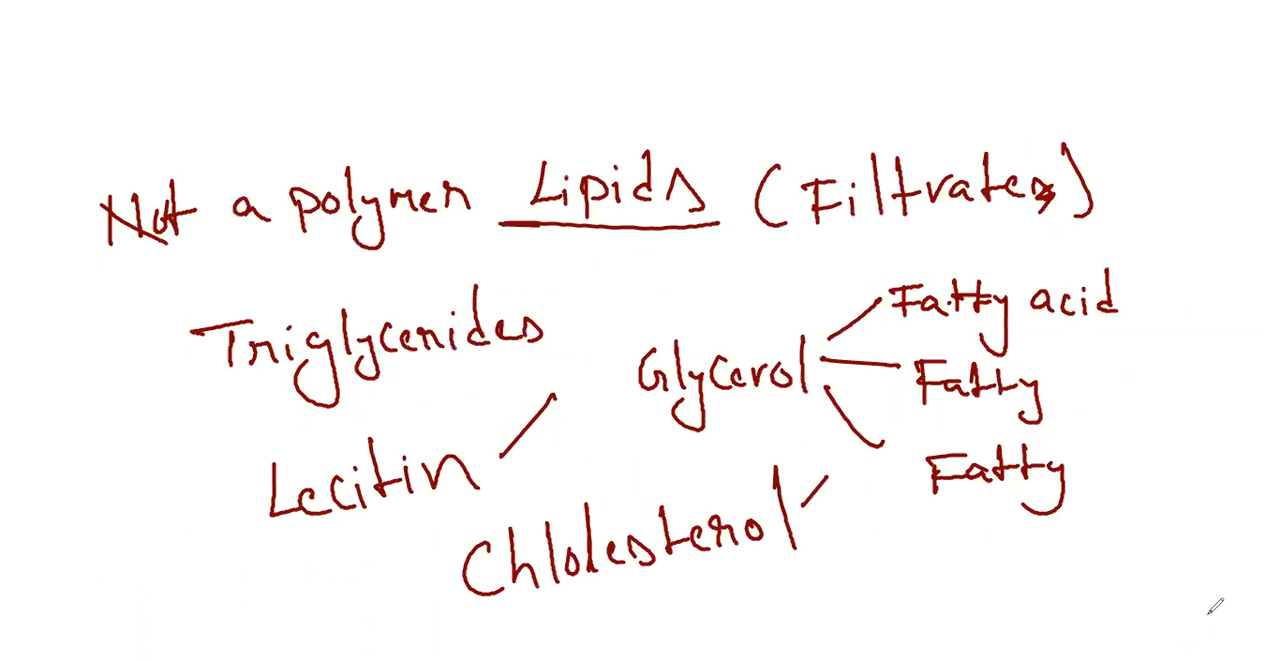 Not a polymer Lipids (Filtrates)
Triglycerides
Glycerol
Fatty acid
Fatty
Fatty
Lecitin
Chlolesterol